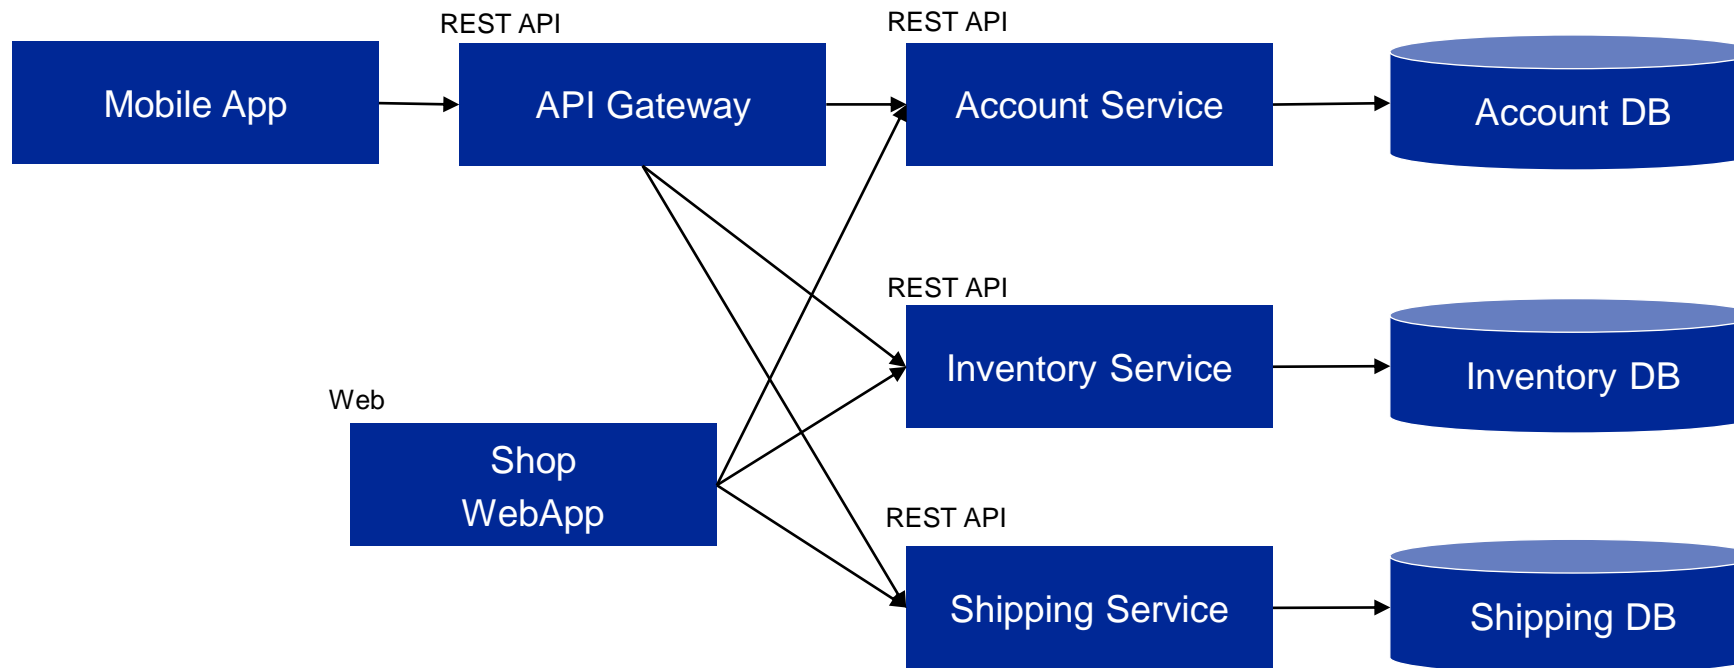 REST API
REST API
Mobile App
API Gateway
Account Service
Account DB
REST API
Inventory Service
Inventory DB
Web
Shop
WebApp
REST API
Shipping Service
Shipping DB